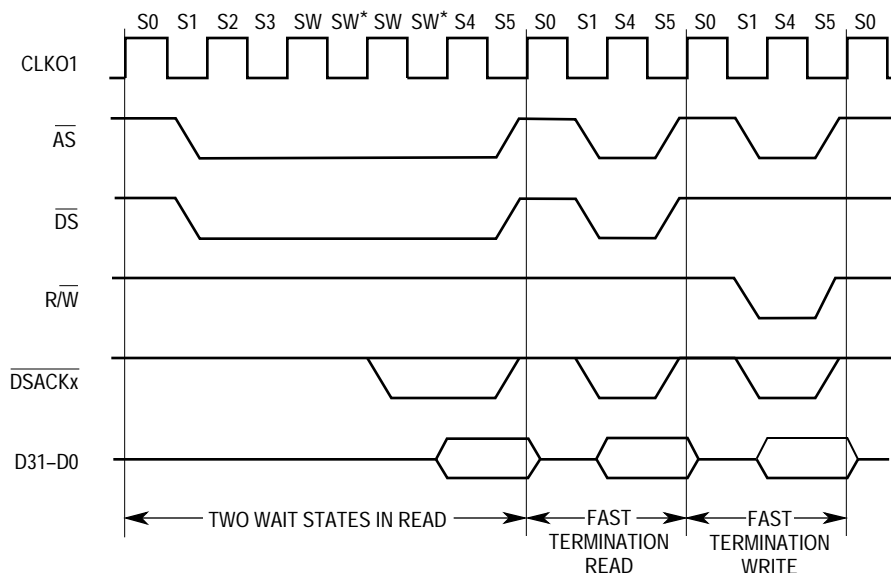 S0 S1 S2 S3 SW SW* SW SW* S4 S5 S0 S1 S4 S5 S0 S1 S4 S5 S0
CLKO1
AS
DS
R/W
DSACKx
D31–D0
TWO WAIT STATES IN READ
FAST
TERMINATION
READ
FAST
TERMINATION
WRITE